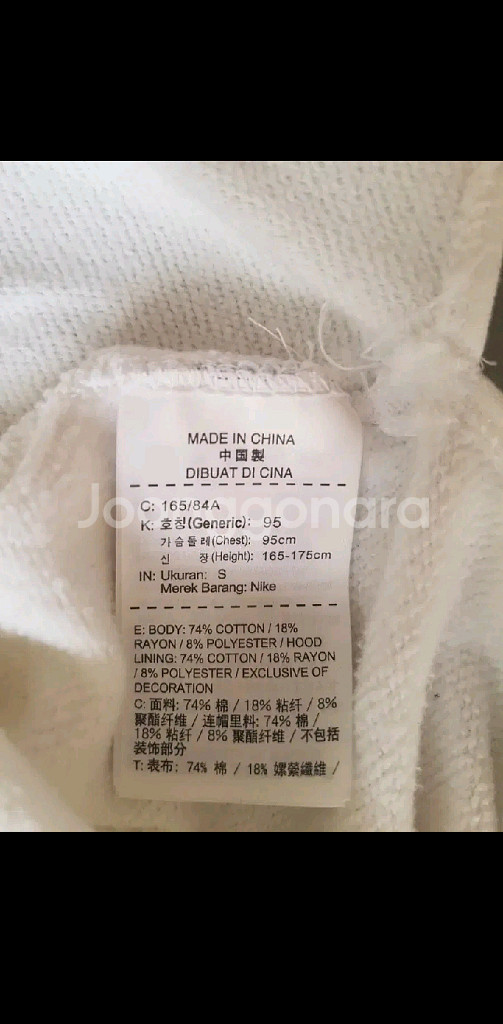 MADE IN CHINA
中国製
DIBUAT DI CINA
C: 165/84A
K: 호칭(Generic): 95
가슴둘레(Chest): 95cm
신 장(Height): 165-175cm
IN: Ukuran: S
Merek Barang: Nike
E: BODY: 74% COTTON / 18%
RAYON / 8% POLYESTER / HOOD
LINING: 74% COTTON / 18% RAYON
/ 8% POLYESTER / EXCLUSIVE OF
DECORATION
C: 面料: 74% 棉 / 18% 粘纤 / 8%
聚酯纤维 / 连帽里料: 74% 棉 /
18% 粘纤 / 8% 聚酯纤维 / 不包括
装饰部分
T: 表布: 74% 棉 / 18% 嫘縈纖維 /